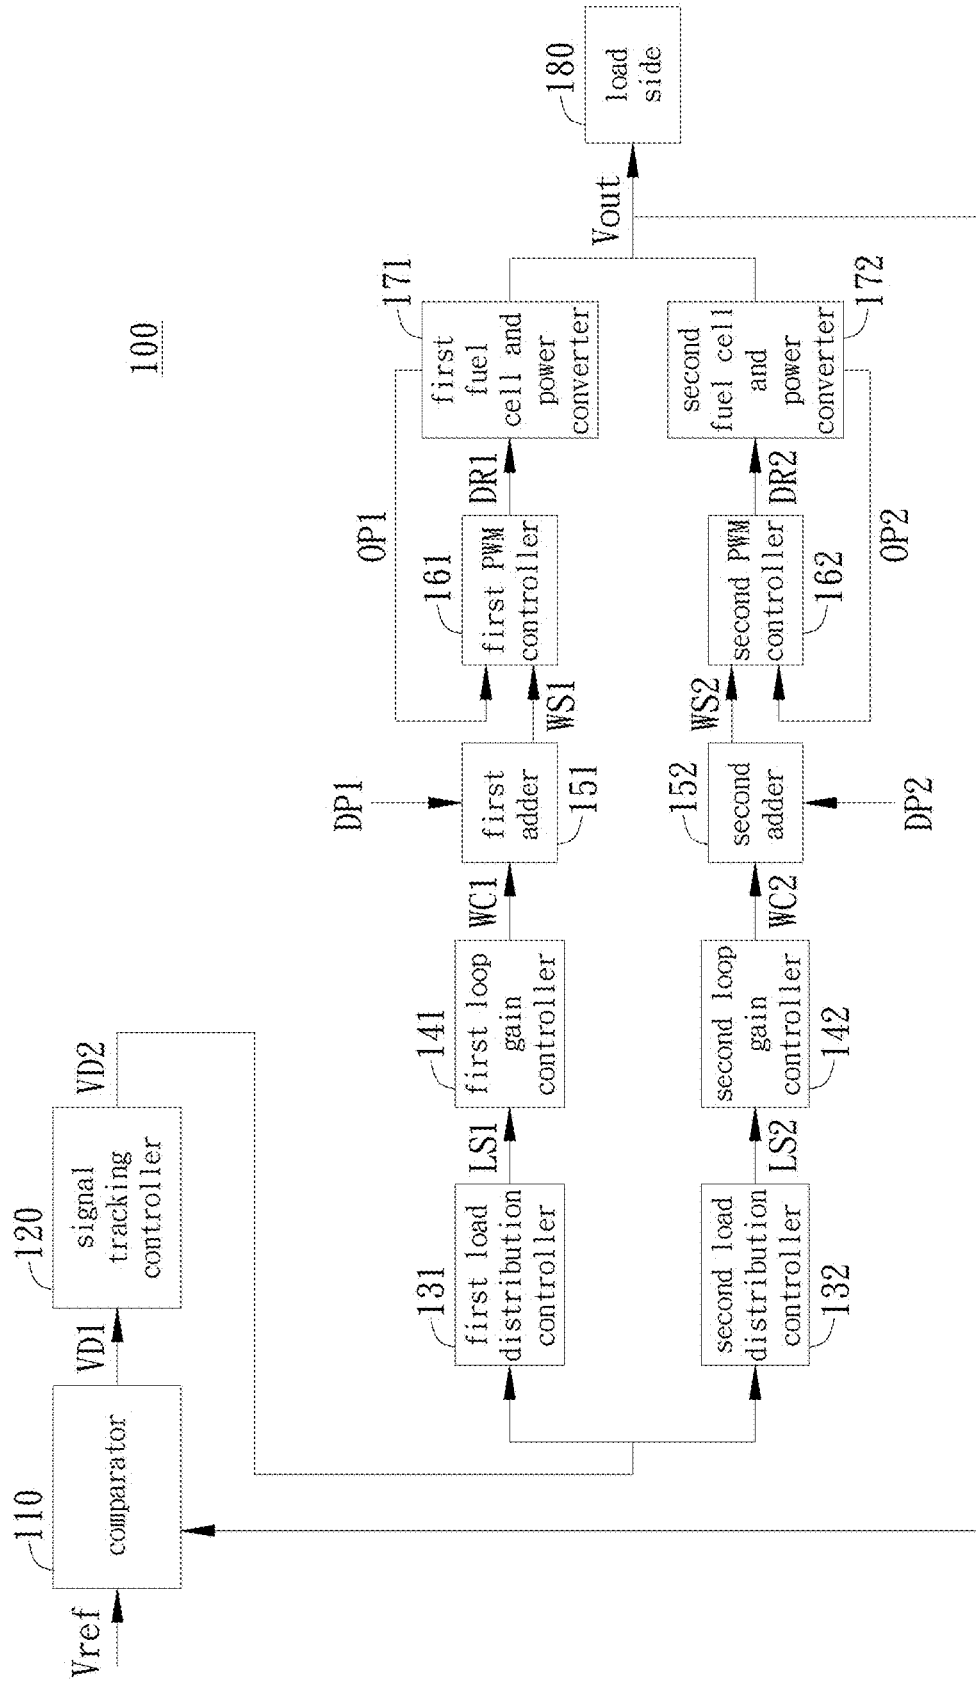 100
Vref
110
comparator
VD1
120
signal
tracking
controller
VD2
131
first load
distribution
controller
LS1
141
first loop
gain
controller
WC1
DP1
first
adder
151
WS1
OP1
161
first PWM
controller
DR1
171
first
fuel
cell and
power
converter
second load
distribution
controller
132
LS2
second loop
gain
controller
142
WC2
152
second
adder
DP2
WS2
second PWM
controller
162
OP2
DR2
second
fuel cell
and
power
converter
172
Vout
180
load
side